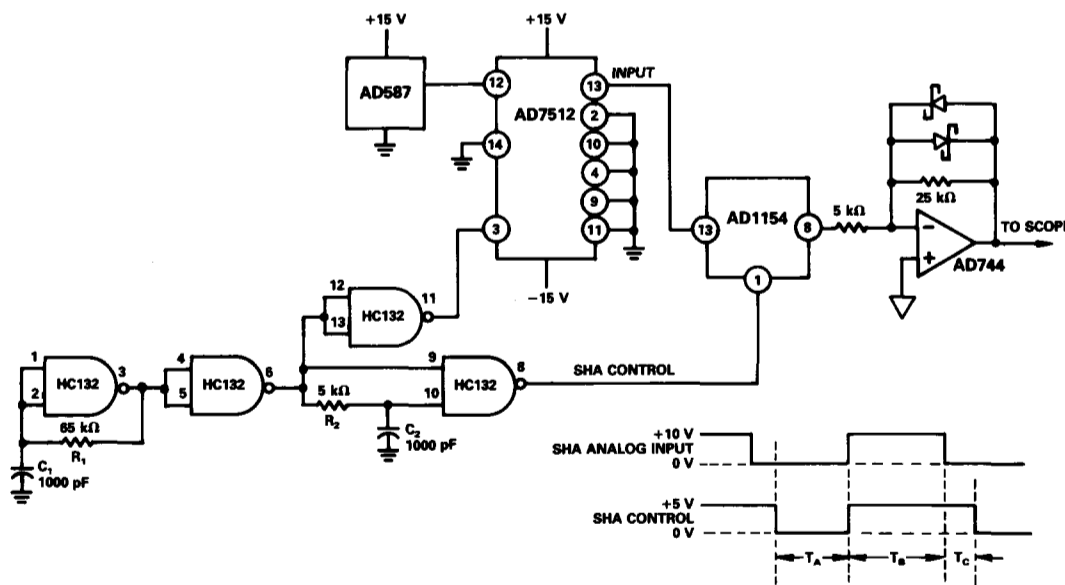 +15 V
+15 V
AD587
12
AD7512
13
INPUT
2
14
10
4
9
3
11
−15 V
AD1154
13
8
1
5 kΩ
25 kΩ
−
+
AD744
TO SCOPE
12
13
HC132
11
1
2
HC132
3
4
5
HC132
6
9
10
HC132
8
SHA CONTROL
65 kΩ
R1
C1
1000 pF
5 kΩ
R2
C2
1000 pF
+10 V
SHA ANALOG INPUT
0 V
+5 V
SHA CONTROL
0 V
TA
TB
TC